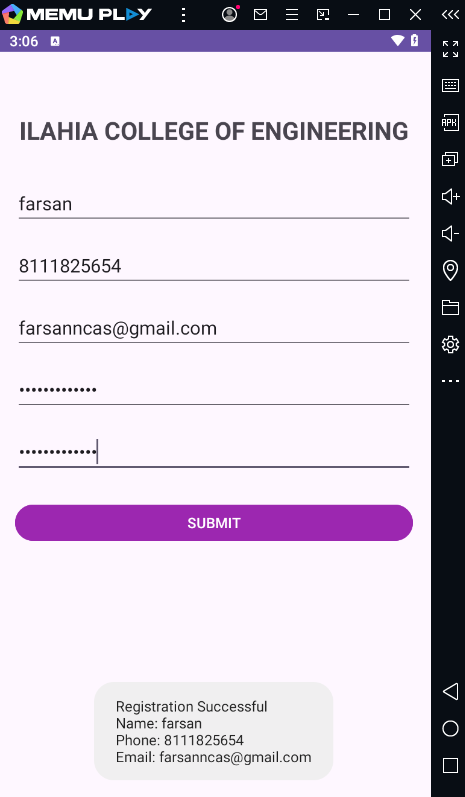 MEMU PLAY
3:06 A
ILAHIA COLLEGE OF ENGINEERING
farsan
8111825654
farsanncas@gmail.com
•••••••••••••
•••••••••••••
SUBMIT
Registration Successful
Name: farsan
Phone: 8111825654
Email: farsanncas@gmail.com
APK